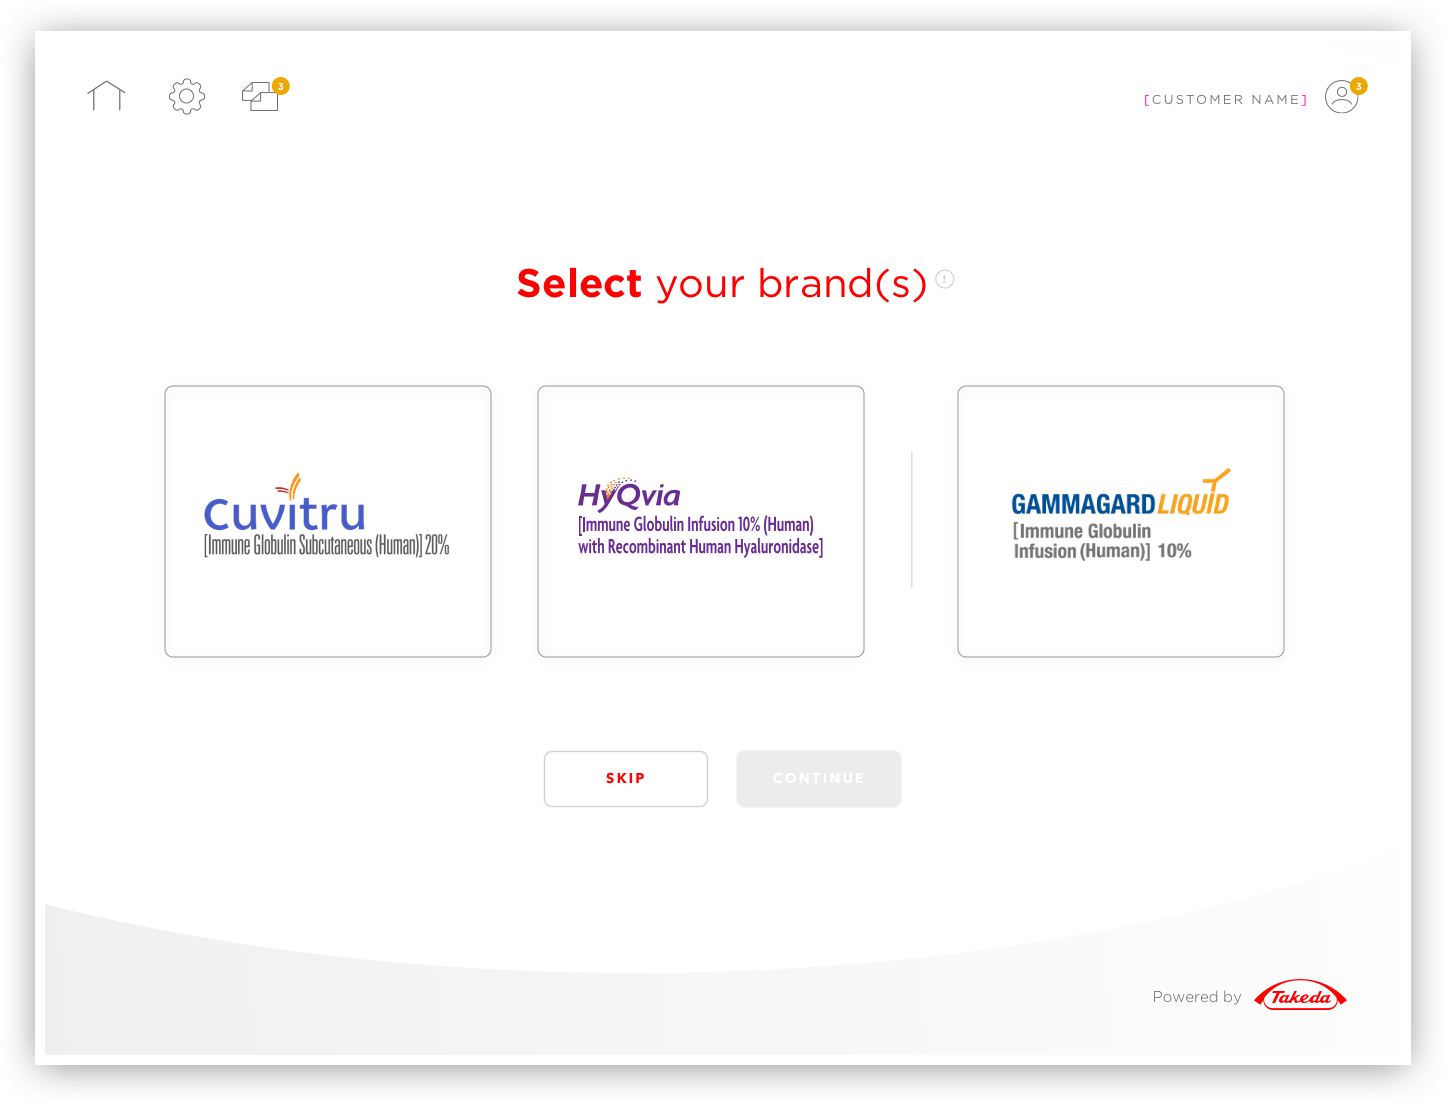 3
[CUSTOMER NAME]
3
Select your brand(s)
!
cuvitru
[Immune Globulin Subcutaneous (Human)] 20%
HyQvia
[Immune Globulin Infusion 10% (Human)
with Recombinant Human Hyaluronidase]
GAMMAGARD LIQUID
[Immune Globulin
Infusion (Human)] 10%
SKIP
CONTINUE
Powered by Takeda